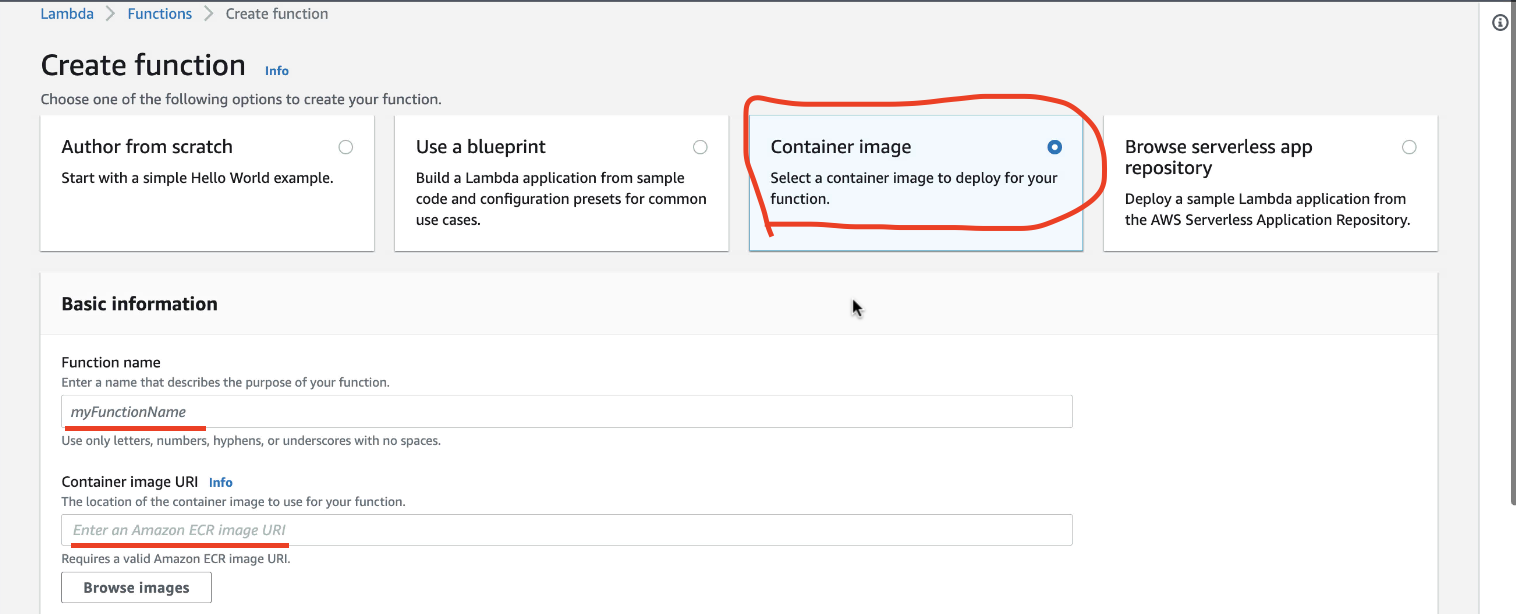 Lambda > Functions > Create function
Create function Info
Choose one of the following options to create your function.
Author from scratch
Start with a simple Hello World example.
Use a blueprint
Build a Lambda application from sample
code and configuration presets for common
use cases.
Container image
Select a container image to deploy for your
function.
Browse serverless app
repository
Deploy a sample Lambda application from
the AWS Serverless Application Repository.
Basic information
Function name
Enter a name that describes the purpose of your function.
myFunctionName
Use only letters, numbers, hyphens, or underscores with no spaces.
Container image URI Info
The location of the container image to use for your function.
Enter an Amazon ECR image URI
Requires a valid Amazon ECR image URI.
Browse images